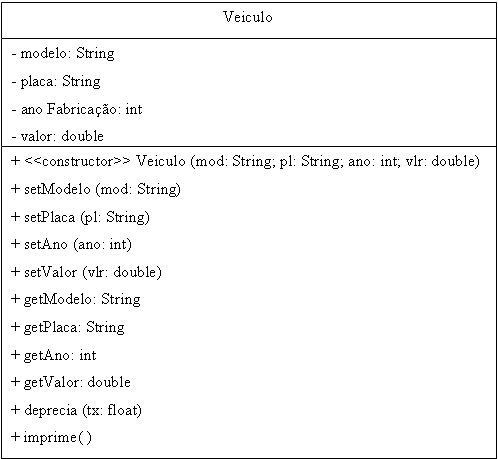 Veiculo
- modelo: String
- placa: String
- ano Fabricação: int
- valor: double
+ <<constructor>> Veiculo (mod: String; pl: String; ano: int; vlr: double)
+ setModelo (mod: String)
+ setPlaca (pl: String)
+ setAno (ano: int)
+ setValor (vlr: double)
+ getModelo: String
+ getPlaca: String
+ getAno: int
+ getValor: double
+ deprecia (tx: float)
+ imprime( )